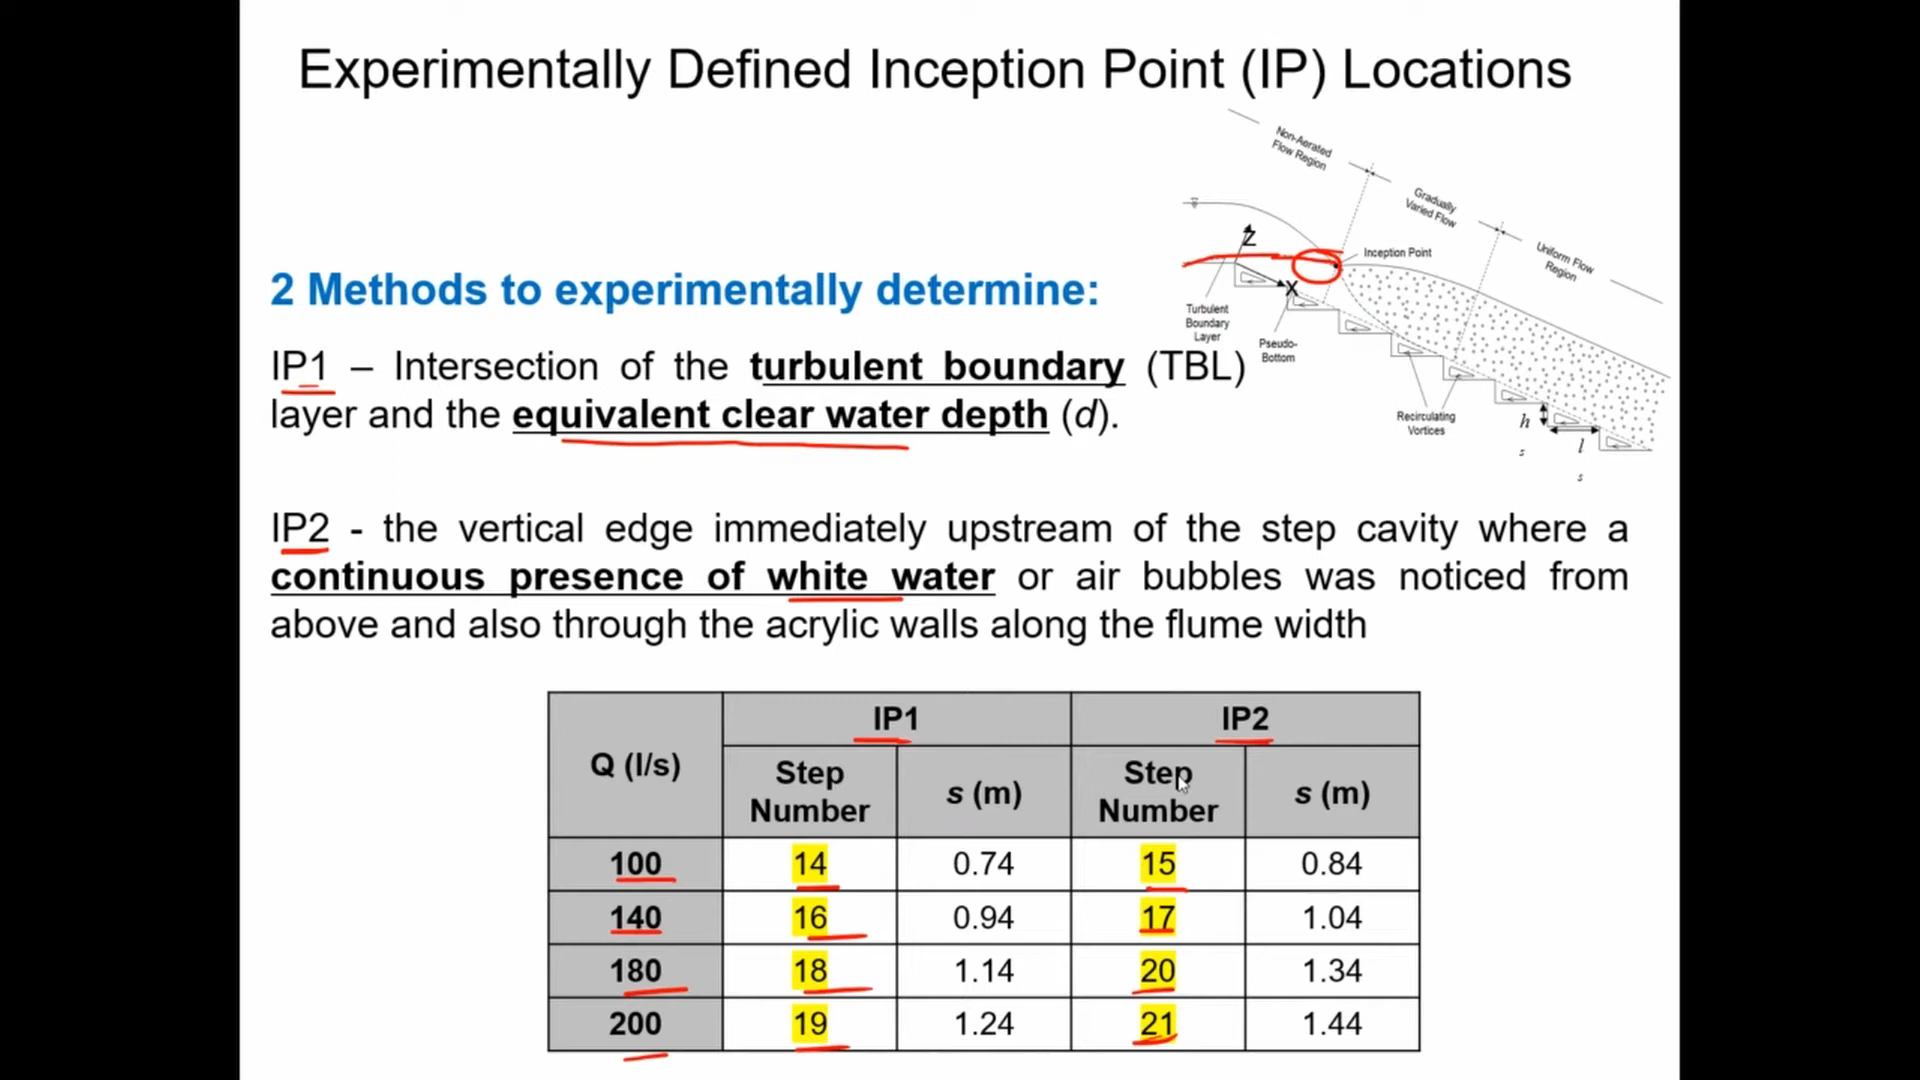 Experimentally Defined Inception Point (IP) Locations
Non-Aerated
Flow Region
Gradually
Varied Flow
Uniform Flow
Region
Inception Point
Z
X
Turbulent
Boundary
Layer
Pseudo-
Bottom
Recirculating
Vortices
h
s
l
s
2 Methods to experimentally determine:
IP1 – Intersection of the turbulent boundary (TBL)
layer and the equivalent clear water depth (d).
IP2 - the vertical edge immediately upstream of the step cavity where a
continuous presence of white water or air bubbles was noticed from
above and also through the acrylic walls along the flume width
Q (l/s) IP1 IP2
Step Number s (m) Step Number s (m)
100 14 0.74 15 0.84
140 16 0.94 17 1.04
180 18 1.14 20 1.34
200 19 1.24 21 1.44